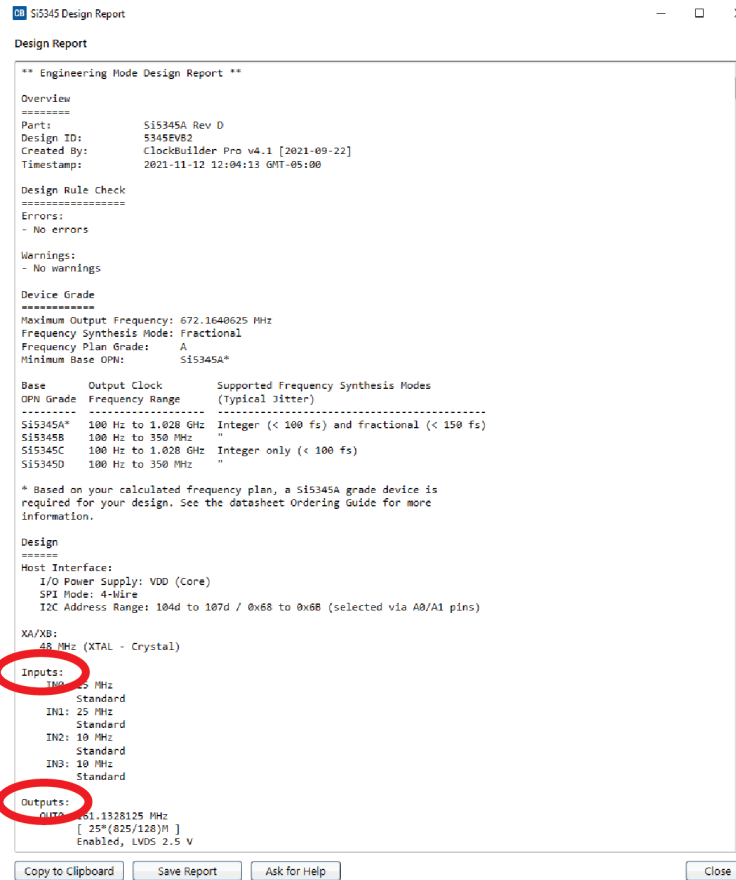 CB Si5345 Design Report
Design Report
** Engineering Mode Design Report **
Overview
========
Part: Si5345A Rev D
Design ID: 5345EVB2
Created By: ClockBuilder Pro v4.1 [2021-09-22]
Timestamp: 2021-11-12 12:04:13 GMT-05:00
Design Rule Check
=================
Errors:
- No errors
Warnings:
- No warnings
Device Grade
============
Maximum Output Frequency: 672.1640625 MHz
Frequency Synthesis Mode: Fractional
Frequency Plan Grade: A
Minimum Base OPN: Si5345A*
Base Output Clock Supported Frequency Synthesis Modes
OPN Grade Frequency Range (Typical Jitter)
--------- ------------------- --------------------------------------------
Si5345A* 100 Hz to 1.028 GHz Integer (< 100 fs) and fractional (< 150 fs)
Si5345B 100 Hz to 350 MHz "
Si5345C 100 Hz to 1.028 GHz Integer only (< 100 fs)
Si5345D 100 Hz to 350 MHz "
* Based on your calculated frequency plan, a Si5345A grade device is
required for your design. See the datasheet Ordering Guide for more
information.
Design
======
Host Interface:
I/O Power Supply: VDD (Core)
SPI Mode: 4-Wire
I2C Address Range: 104d to 107d / 0x68 to 0x6B (selected via A0/A1 pins)
XA/XB:
48 MHz (XTAL - Crystal)
Inputs:
IN0: MHz
Standard
IN1: 25 MHz
Standard
IN2: 10 MHz
Standard
IN3: 10 MHz
Standard
Outputs:
161.1328125 MHz
[ 25*(825/128)M ]
Enabled, LVDS 2.5 V
Copy to Clipboard Save Report Ask for Help Close